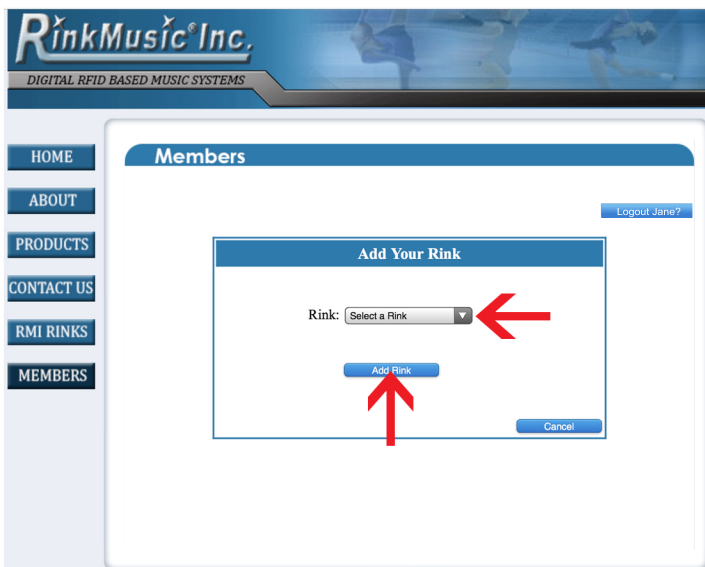 RinkMusic®Inc.
DIGITAL RFID BASED MUSIC SYSTEMS
HOME
ABOUT
PRODUCTS
CONTACT US
RMI RINKS
MEMBERS
Members
Logout Jane?
Add Your Rink
Rink: Select a Rink
Add Rink
Cancel